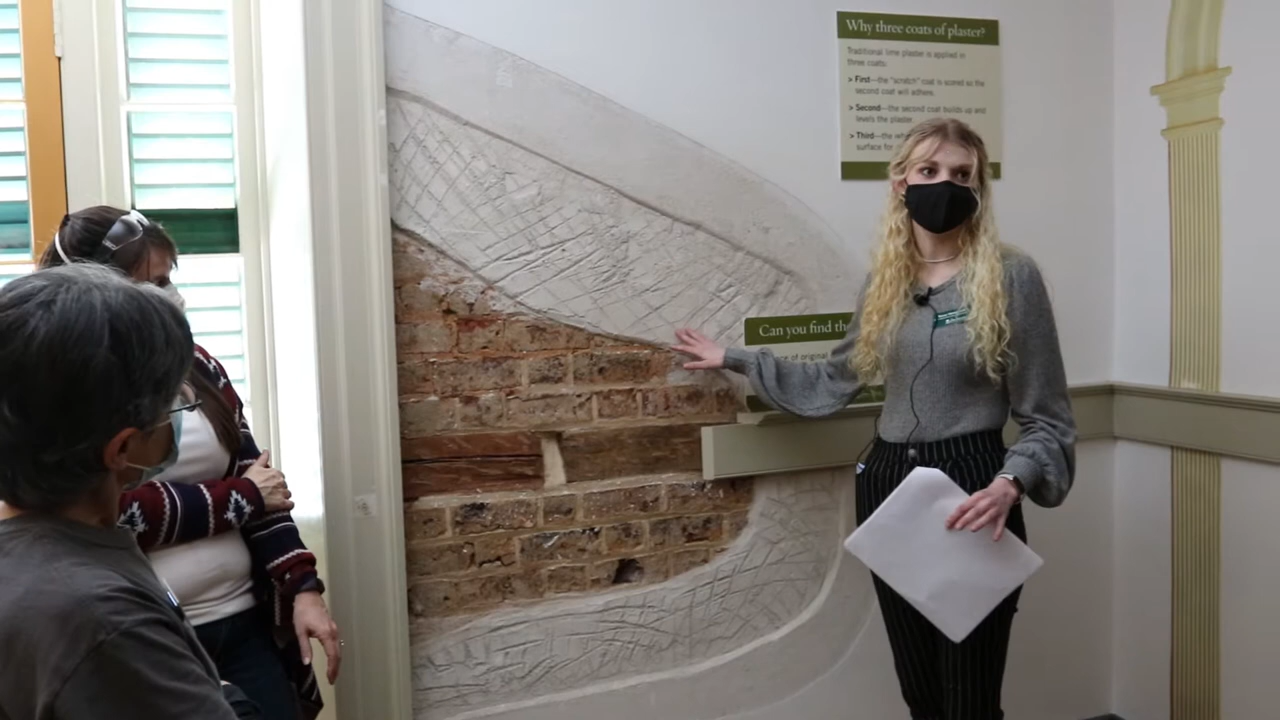 Why three coats of plaster?
Traditional lime plaster is applied in
three coats:
> First—the "scratch" coat is scored so the
second coat will adhere.
> Second—the second coat builds up and
levels the plaster.
> Third—the
surface for
Can you find the
of original